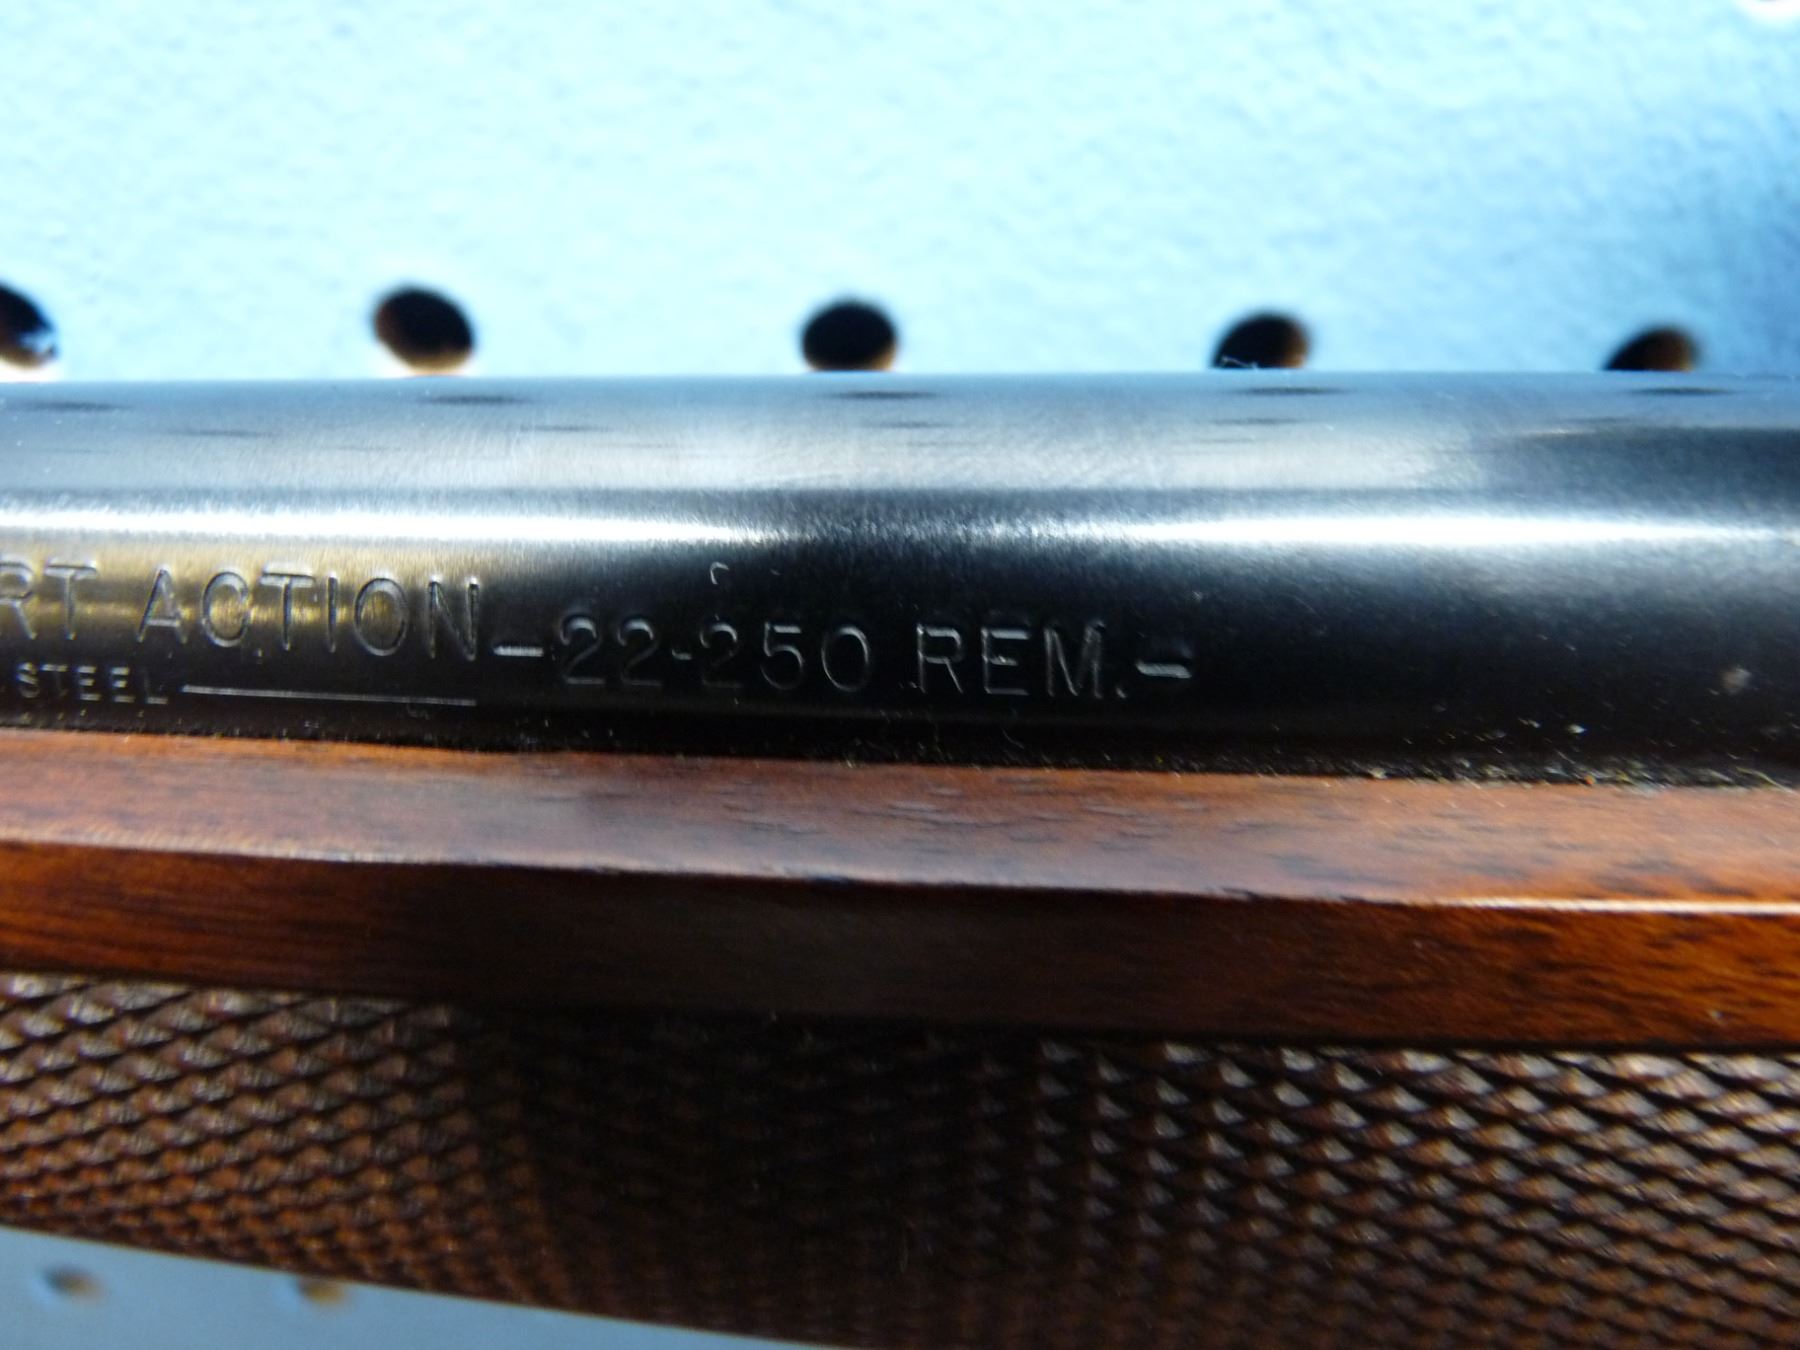 RT ACTION –22-250 REM.–
STEEL